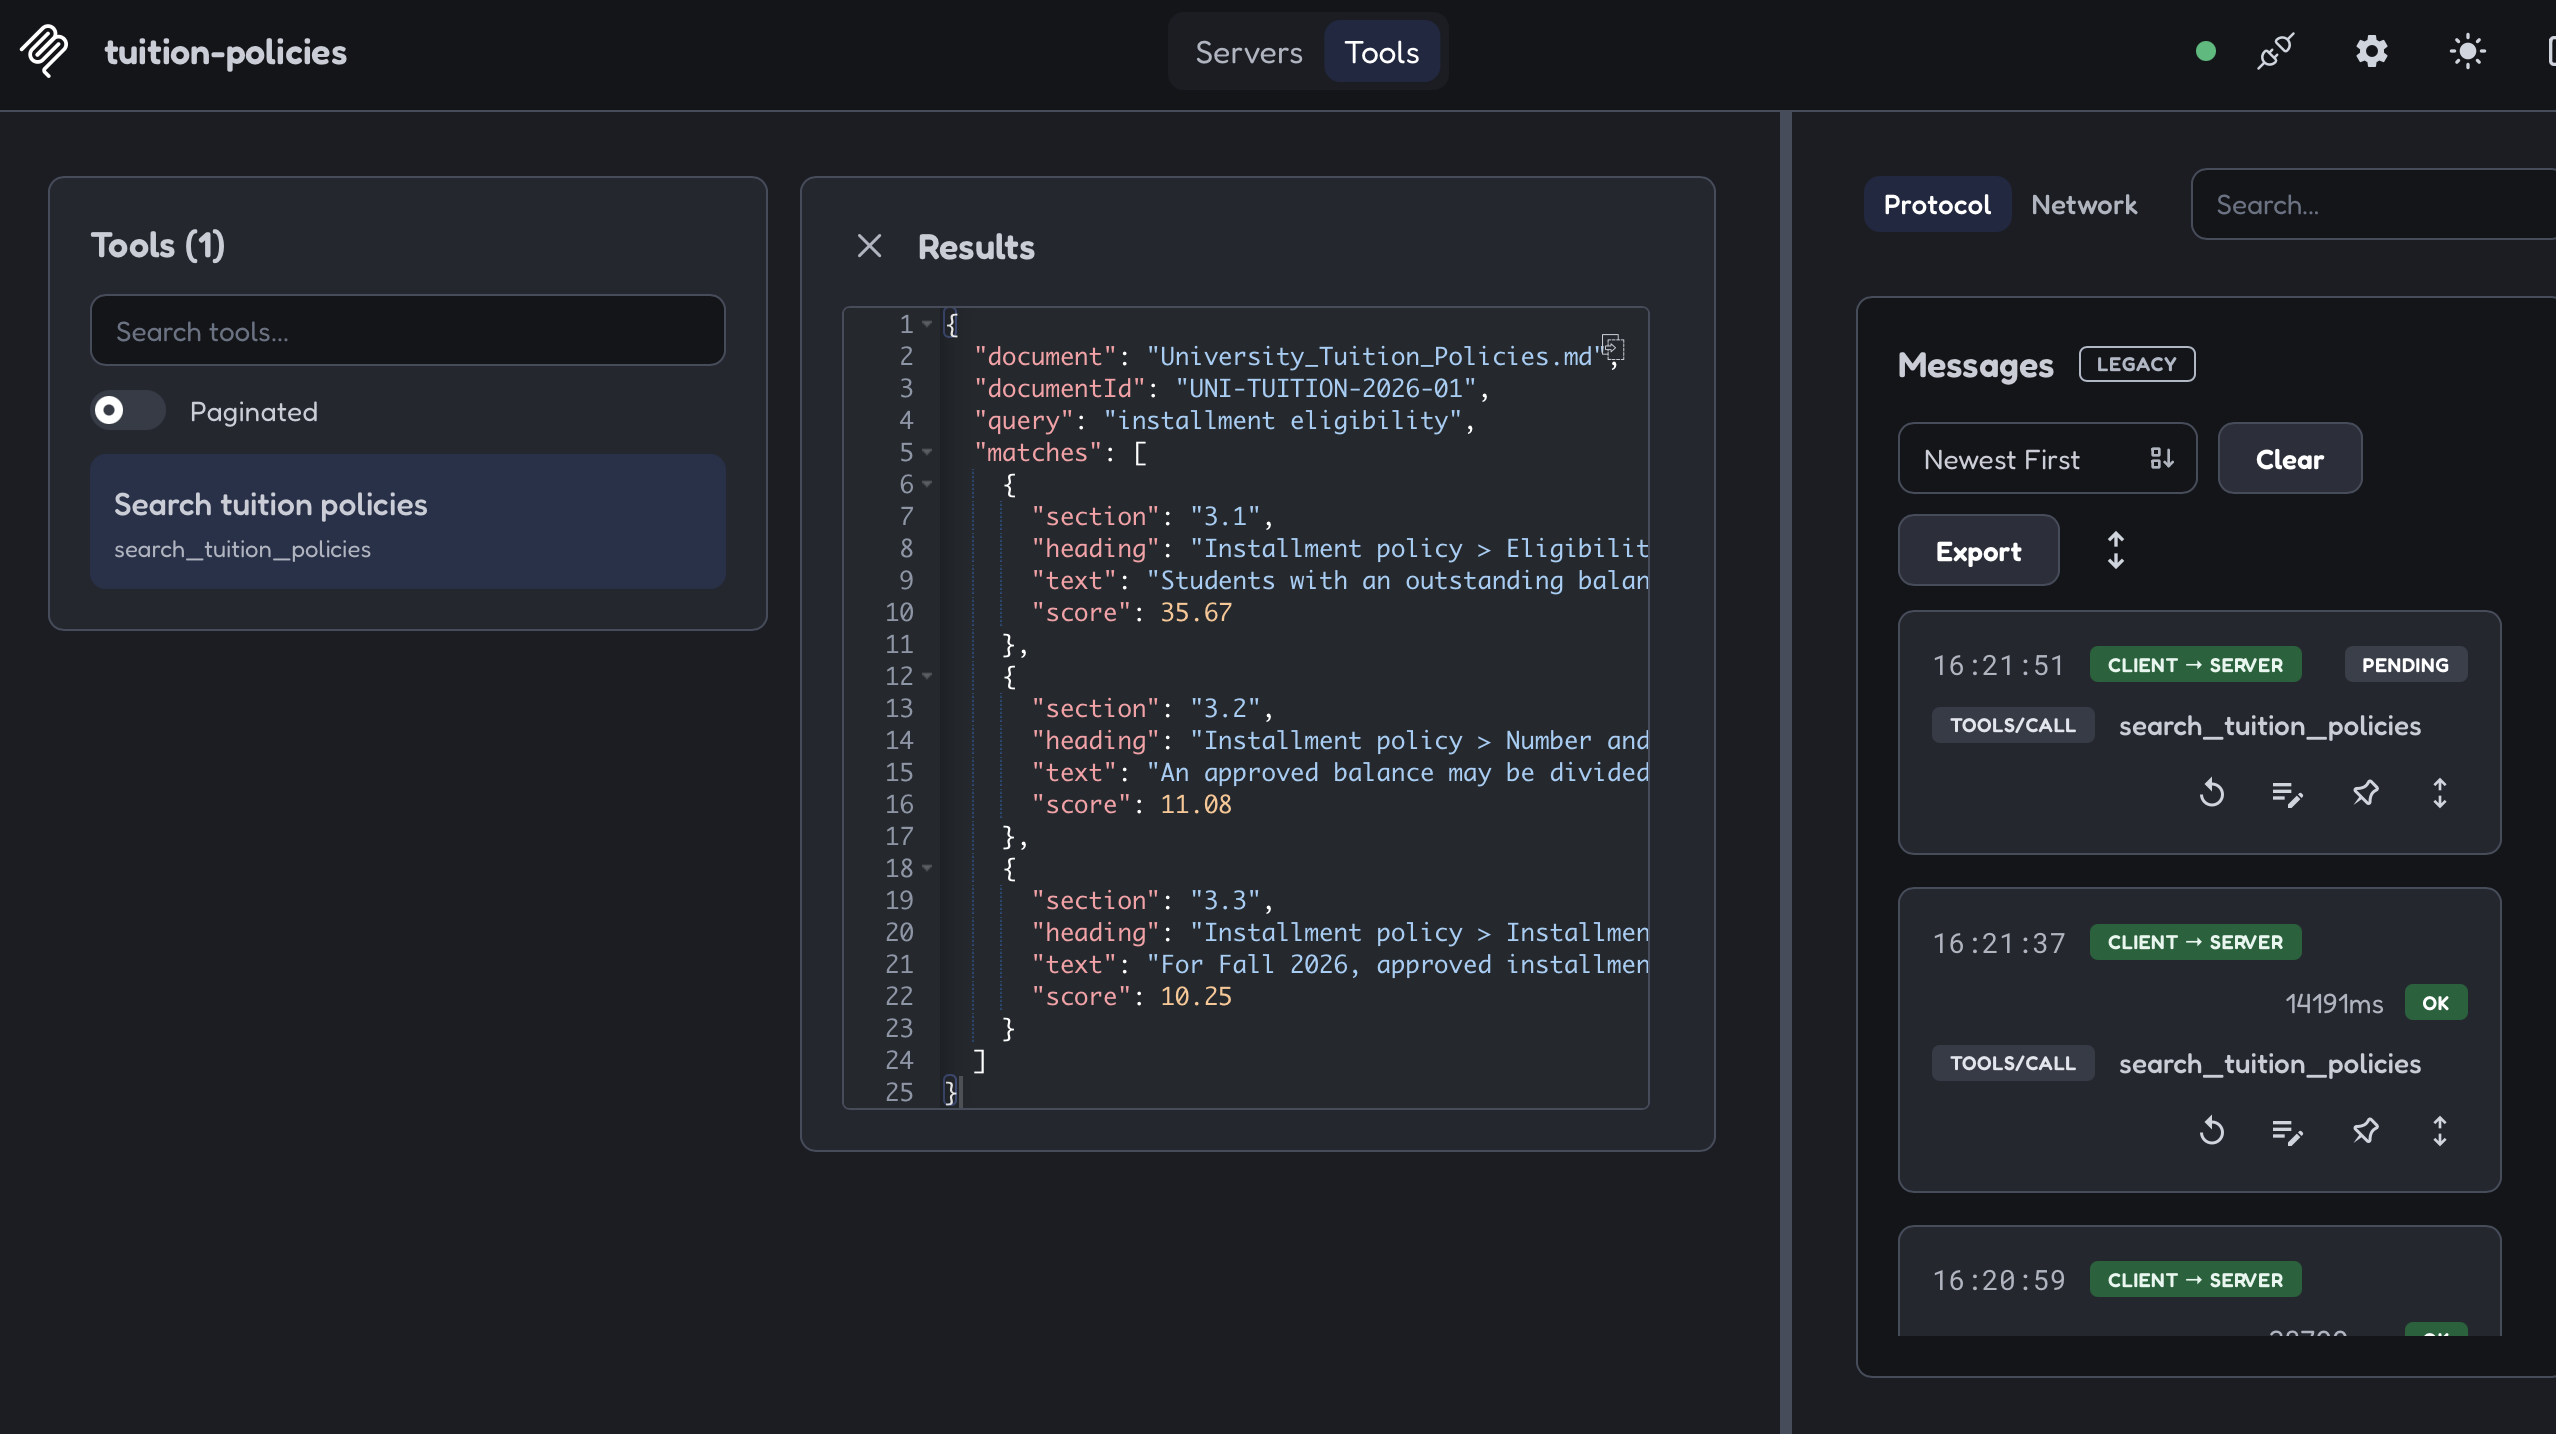 tuition-policies
Servers
Tools
Tools (1)
Search tools...
Paginated
Search tuition policies
search_tuition_policies
Results
1 {
2 "document": "University_Tuition_Policies.md",
3 "documentId": "UNI-TUITION-2026-01",
4 "query": "installment eligibility",
5 "matches": [
6 {
7 "section": "3.1",
8 "heading": "Installment policy > Eligibilit
9 "text": "Students with an outstanding balan
10 "score": 35.67
11 },
12 {
13 "section": "3.2",
14 "heading": "Installment policy > Number and
15 "text": "An approved balance may be divided
16 "score": 11.08
17 },
18 {
19 "section": "3.3",
20 "heading": "Installment policy > Installmen
21 "text": "For Fall 2026, approved installmen
22 "score": 10.25
23 }
24 ]
25 }
Protocol
Network
Search...
Messages
LEGACY
Newest First
Clear
Export
16:21:51 CLIENT → SERVER PENDING
TOOLS/CALL search_tuition_policies
16:21:37 CLIENT → SERVER
14191ms OK
TOOLS/CALL search_tuition_policies
16:20:59 CLIENT → SERVER